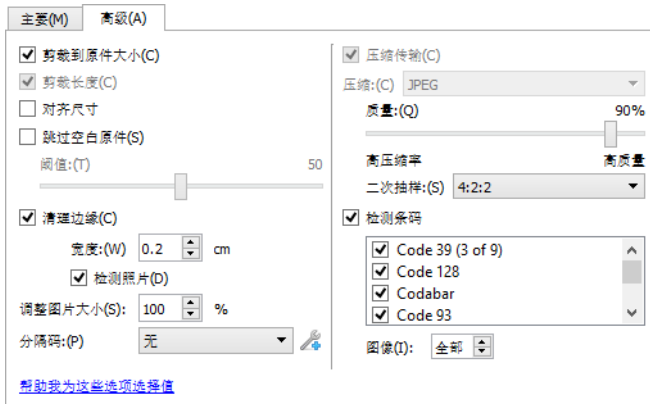 主要(M)
高级(A)
剪裁到原件大小(C)
剪裁长度(C)
对齐尺寸
跳过空白原件(S)
阈值:(T)
50
清理边缘(C)
宽度:(W)
0.2
cm
检测照片(D)
调整图片大小(S):
100
%
分隔码:(P)
无
帮助我为这些选项选择值
压缩传输(C)
压缩:(C)
JPEG
质量:(Q)
90%
高压缩率
高质量
二次抽样:(S)
4:2:2
检测条码
Code 39 (3 of 9)
Code 128
Codabar
Code 93
图像(I):
全部